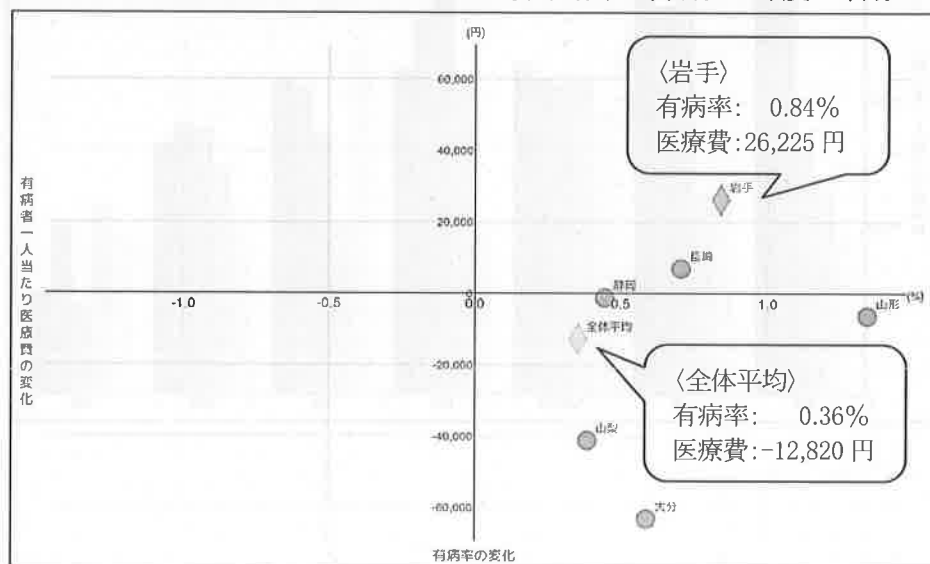 (円)
60,000
40,000
20,000
0
-20,000
-40,000
-60,000
有病者一人当たり医療費の変化
-1.0
-0.5
0.0
0.5
1.0
(%)
有病率の変化
〈岩手〉
有病率: 0.84%
医療費:26,225 円
岩手
静岡
山形
全体平均
〈全体平均〉
有病率: 0.36%
医療費:-12,820 円
山梨
大分